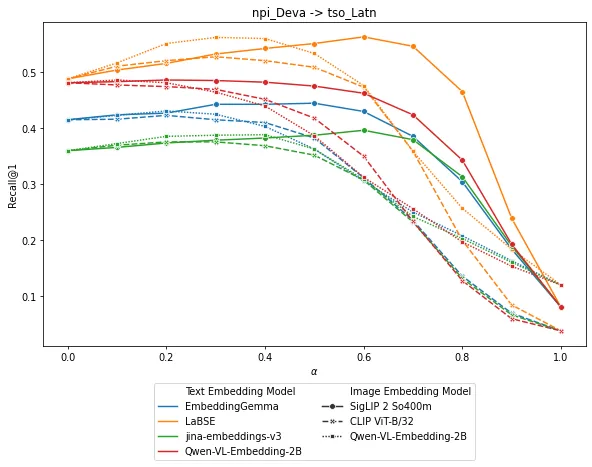 npi_Deva -> tso_Latn
Recall@1
0.5
0.4
0.3
0.2
0.1
0.0 0.2 0.4 0.6 0.8 1.0
α
Text Embedding Model Image Embedding Model
EmbeddingGemma SigLIP 2 So400m
LaBSE CLIP ViT-B/32
jina-embeddings-v3 Qwen-VL-Embedding-2B
Qwen-VL-Embedding-2B